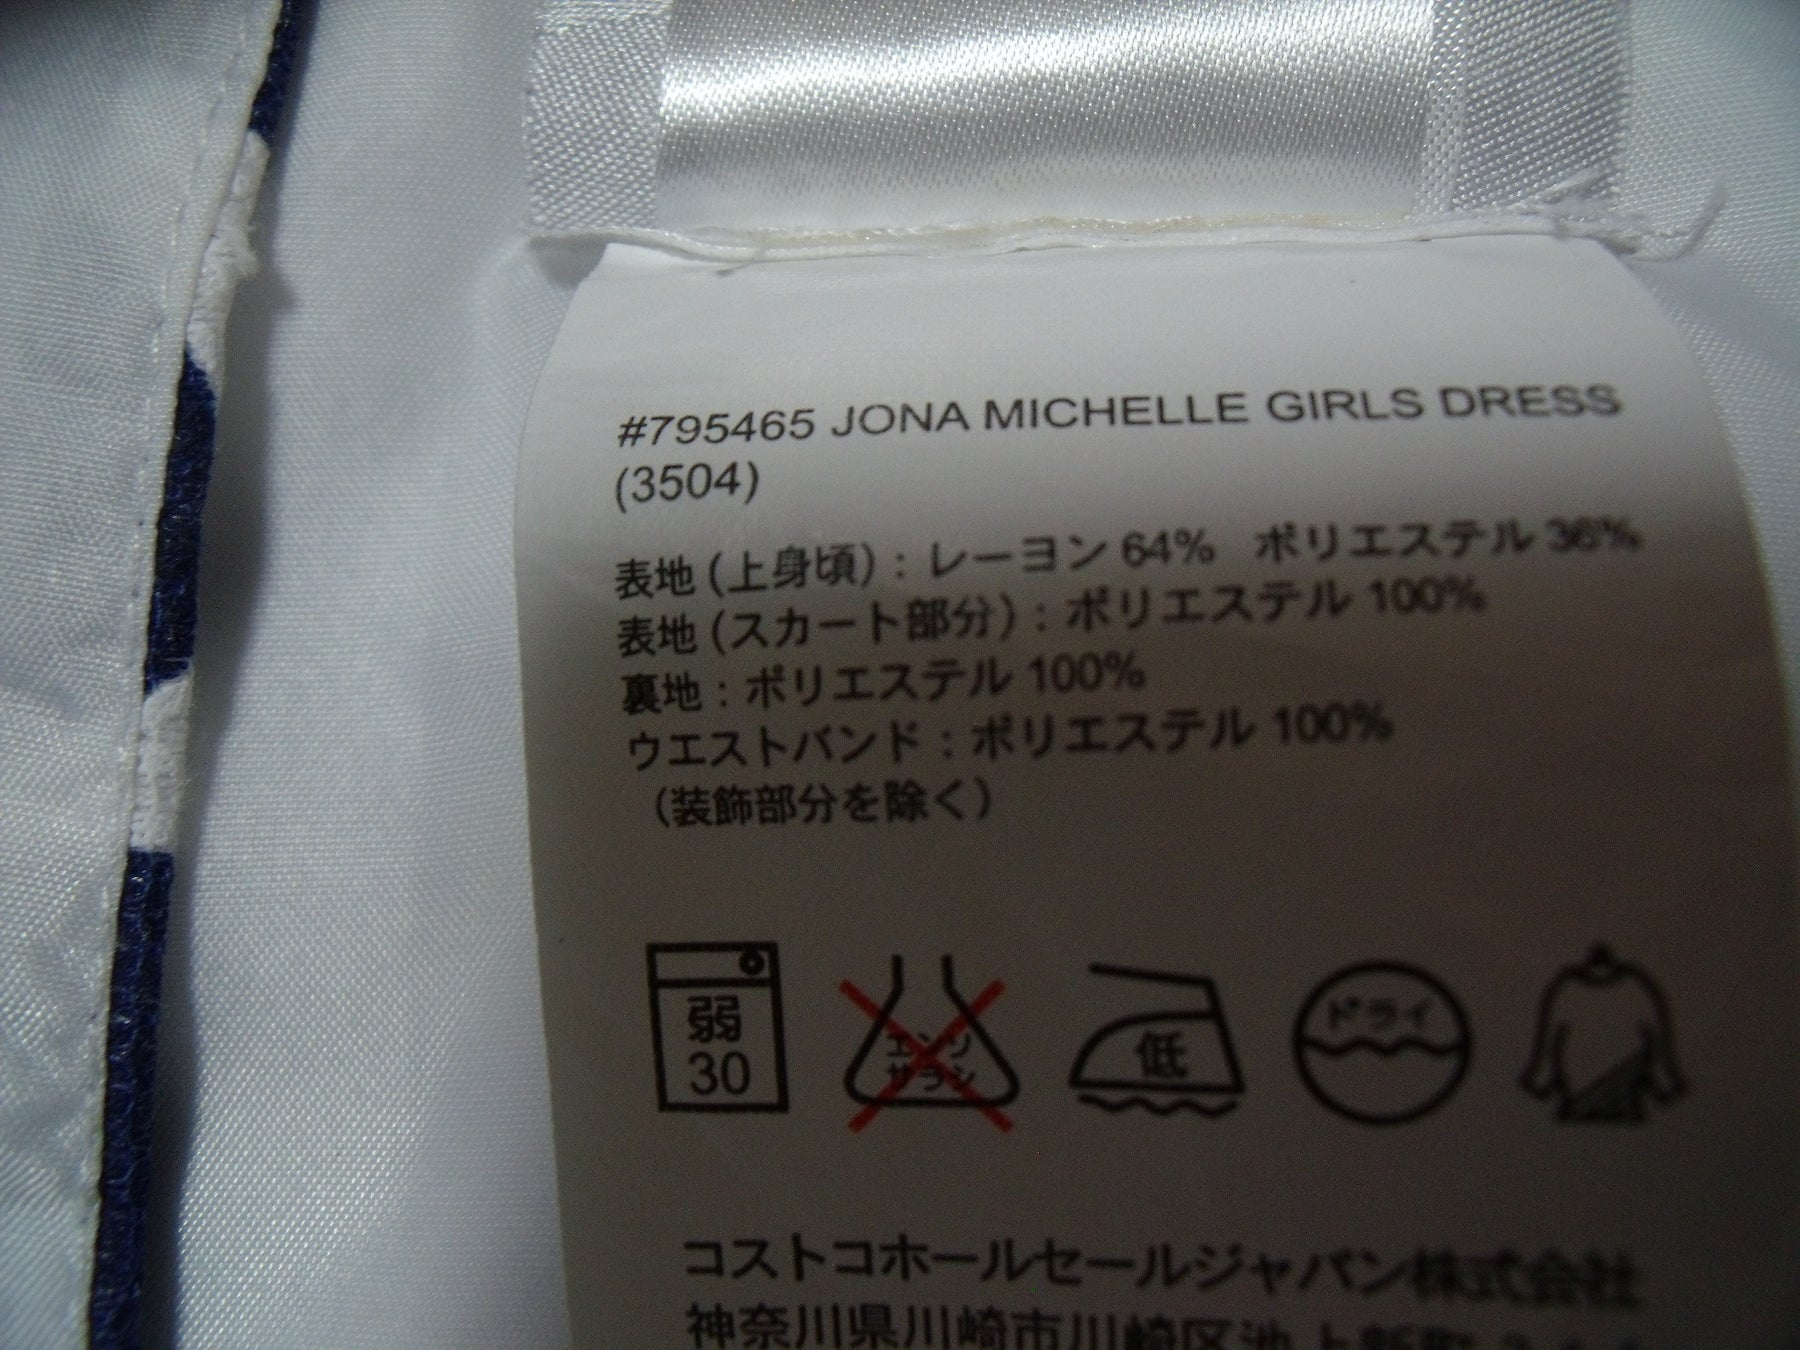 #795465 JONA MICHELLE GIRLS DRESS
(3504)
表地 (上身頃) : レーヨン 64% ポリエステル 36%
表地 (スカート部分) : ポリエステル 100%
裏地 : ポリエステル 100%
ウエストバンド : ポリエステル 100%
(装飾部分を除く)
弱
30
エンソ
サラシ
低
ドライ
コストコホールセールジャパン株式会社
神奈川県川崎市川崎区池上新町